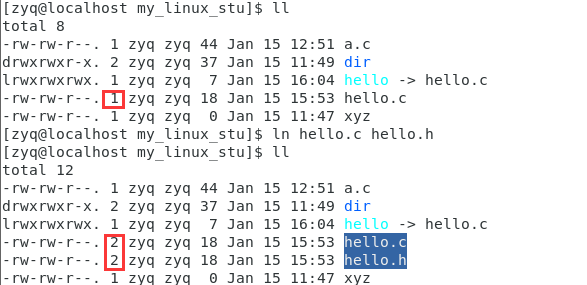 [zyq@localhost my_linux_stu]$ ll
total 8
-rw-rw-r--. 1 zyq zyq 44 Jan 15 12:51 a.c
drwxrwxr-x. 2 zyq zyq 37 Jan 15 11:49 dir
lrwxrwxrwx. 1 zyq zyq  7 Jan 15 16:04 hello -> hello.c
-rw-rw-r--. 1 zyq zyq 18 Jan 15 15:53 hello.c
-rw-rw-r--. 1 zyq zyq  0 Jan 15 11:47 xyz
[zyq@localhost my_linux_stu]$ ln hello.c hello.h
[zyq@localhost my_linux_stu]$ ll
total 12
-rw-rw-r--. 1 zyq zyq 44 Jan 15 12:51 a.c
drwxrwxr-x. 2 zyq zyq 37 Jan 15 11:49 dir
lrwxrwxrwx. 1 zyq zyq  7 Jan 15 16:04 hello -> hello.c
-rw-rw-r--. 2 zyq zyq 18 Jan 15 15:53 hello.c
-rw-rw-r--. 2 zyq zyq 18 Jan 15 15:53 hello.h
-rw-rw-r--. 1 zyq zyq  0 Jan 15 11:47 xyz